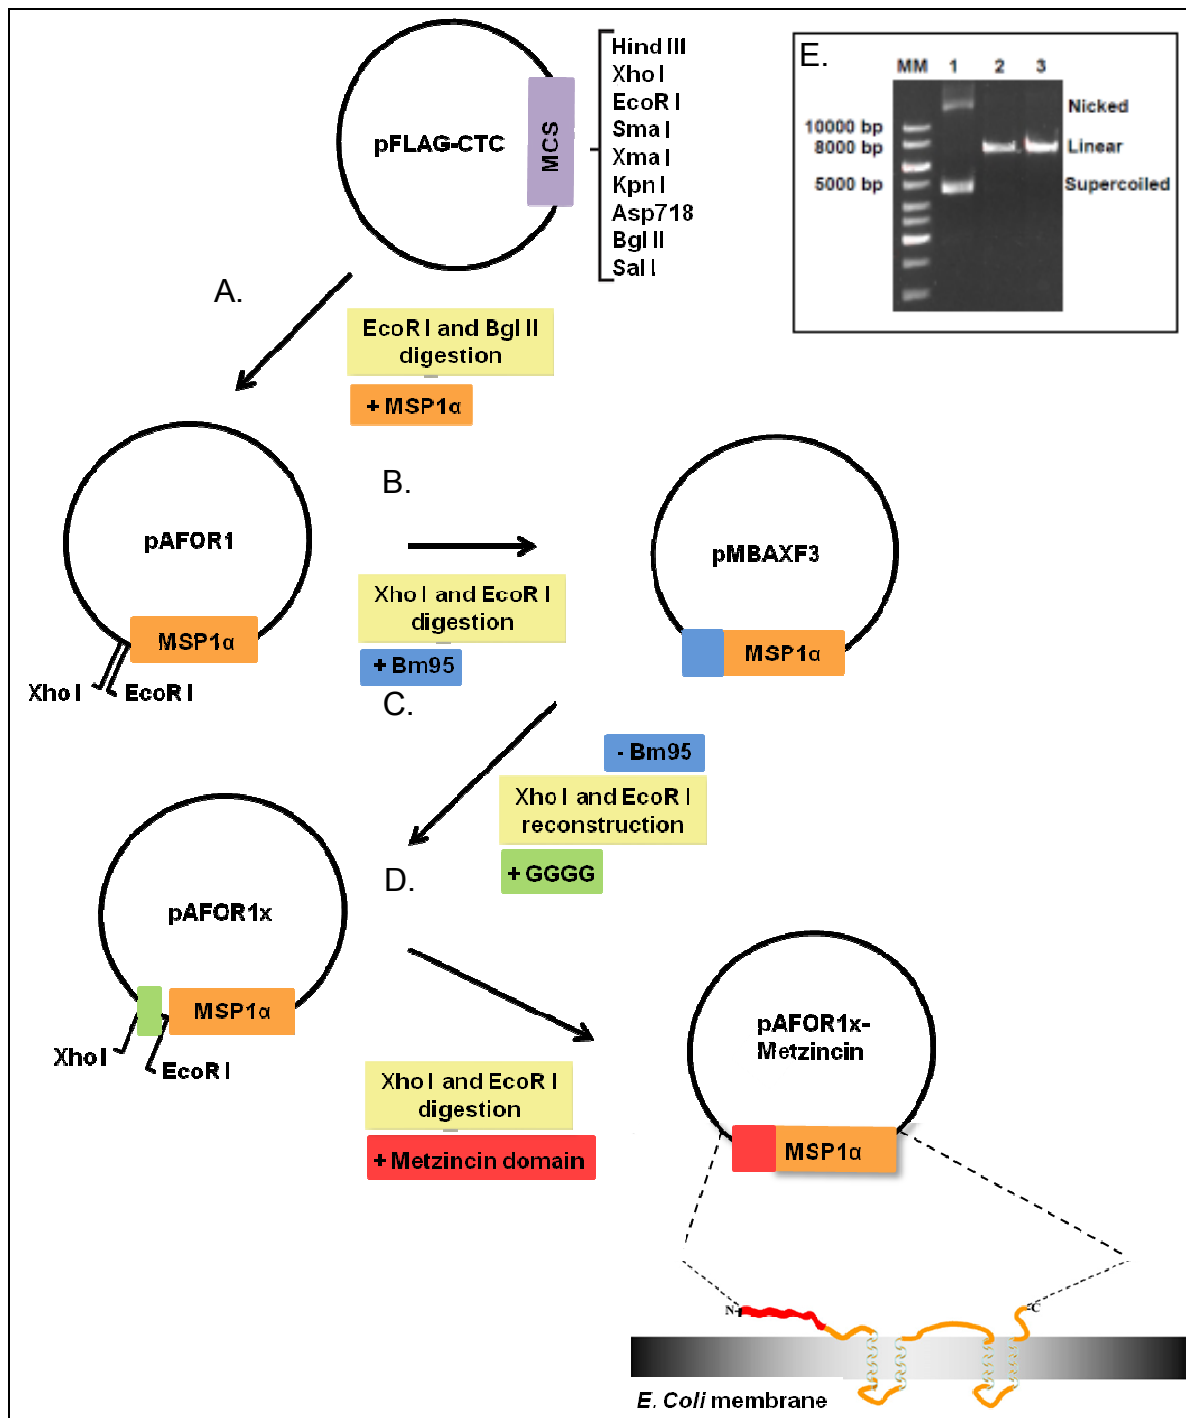 pFLAG-CTC
MCS
Hind III
Xho I
EcoR I
Sma I
Xma I
Kpn I
Asp718
Bgl II
Sal I
E.
MM 1 2 3
10000 bp
8000 bp
5000 bp
Nicked
Linear
Supercoiled
A.
EcoR I and Bgl II
digestion
+ MSP1α
pAFOR1
MSP1α
Xho I
EcoR I
B.
Xho I and EcoR I
digestion
+ Bm95
pMBAXF3
MSP1α
C.
- Bm95
Xho I and EcoR I
reconstruction
+ GGGG
pAFOR1x
MSP1α
Xho I
EcoR I
D.
Xho I and EcoR I
digestion
+ Metzincin domain
pAFOR1x-
Metzincin
MSP1α
N-
-C
E. Coli membrane